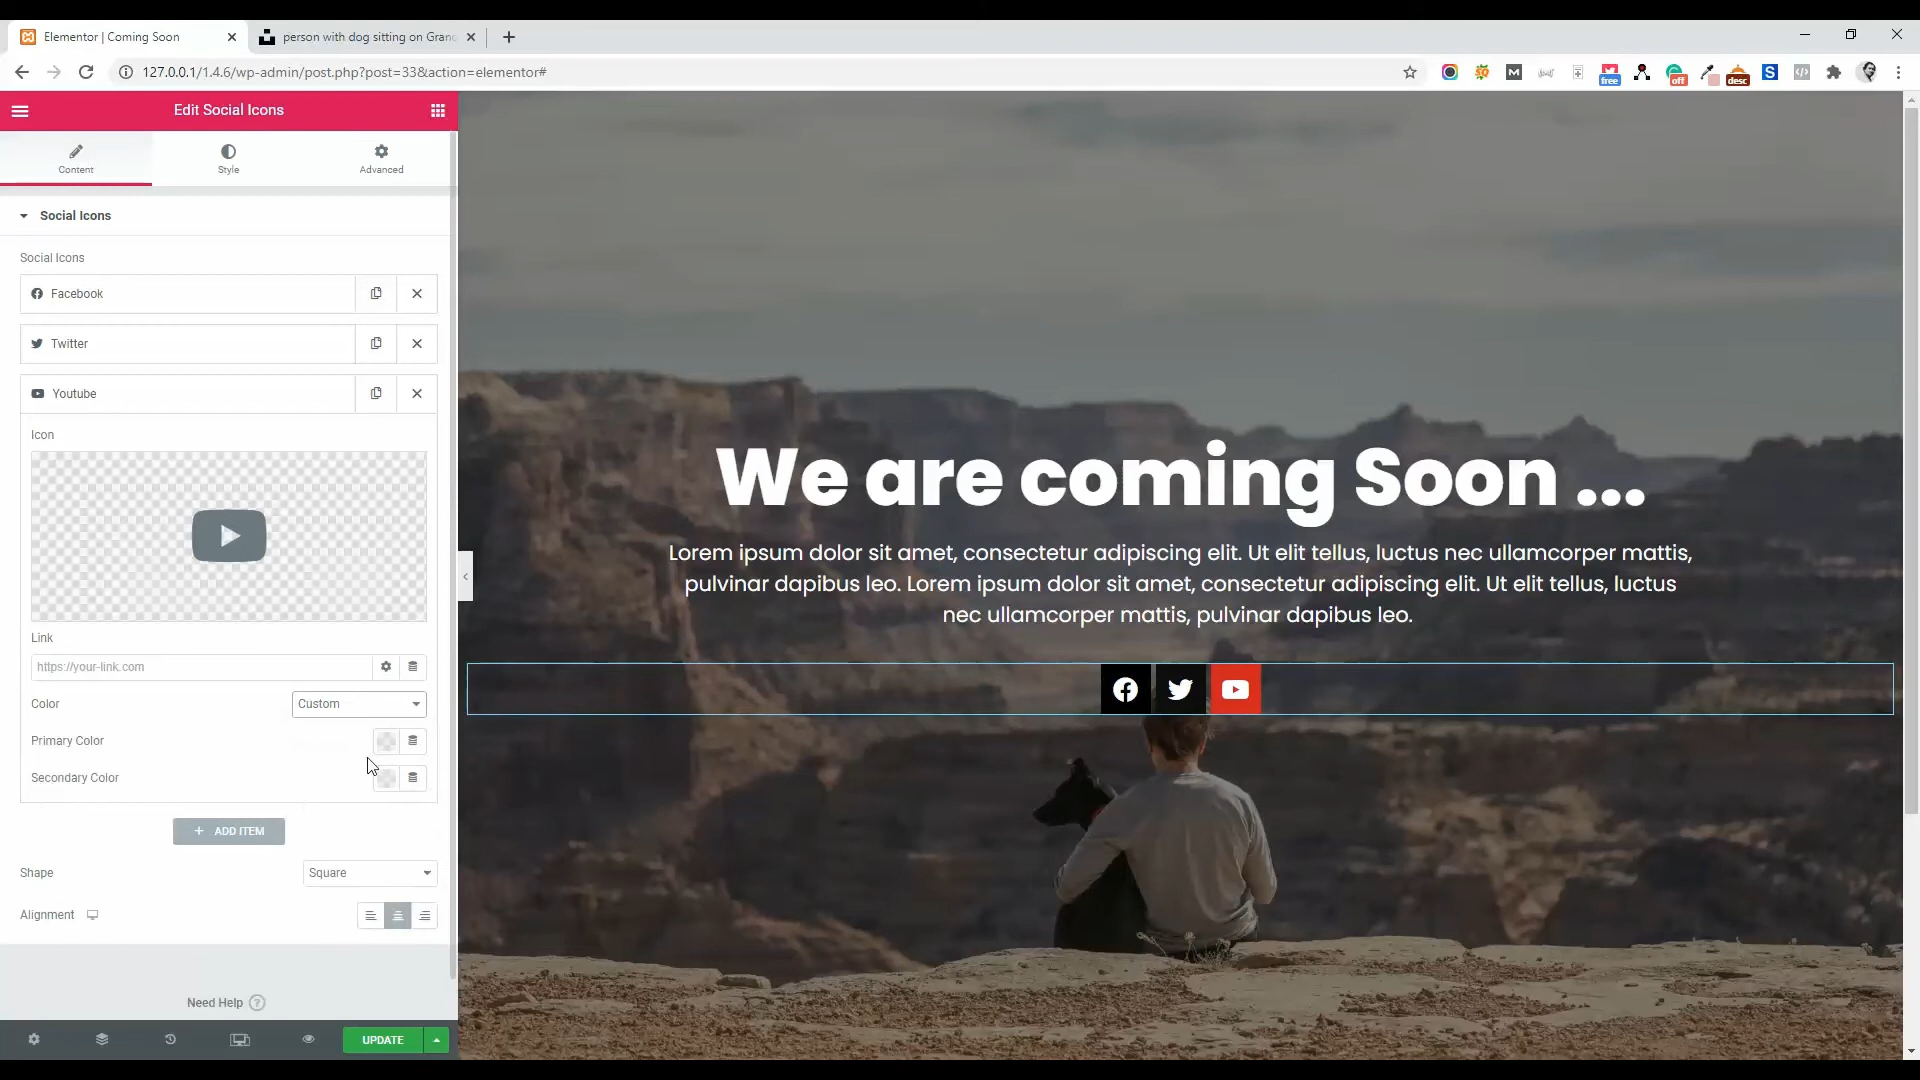 Elementor | Coming Soon
person with dog sitting on Gran
127.0.0.1/1.4.6/wp-admin/post.php?post=33&action=elementor#
free
off
desc
Edit Social Icons
Content
Style
Advanced
Social Icons
Social Icons
Facebook
Twitter
Youtube
Icon
Link
https://your-link.com
Color
Custom
Primary Color
Secondary Color
+ ADD ITEM
Shape
Square
Alignment
Need Help ?
UPDATE
We are coming Soon ...
Lorem ipsum dolor sit amet, consectetur adipiscing elit. Ut elit tellus, luctus nec ullamcorper mattis,
pulvinar dapibus leo. Lorem ipsum dolor sit amet, consectetur adipiscing elit. Ut elit tellus, luctus
nec ullamcorper mattis, pulvinar dapibus leo.